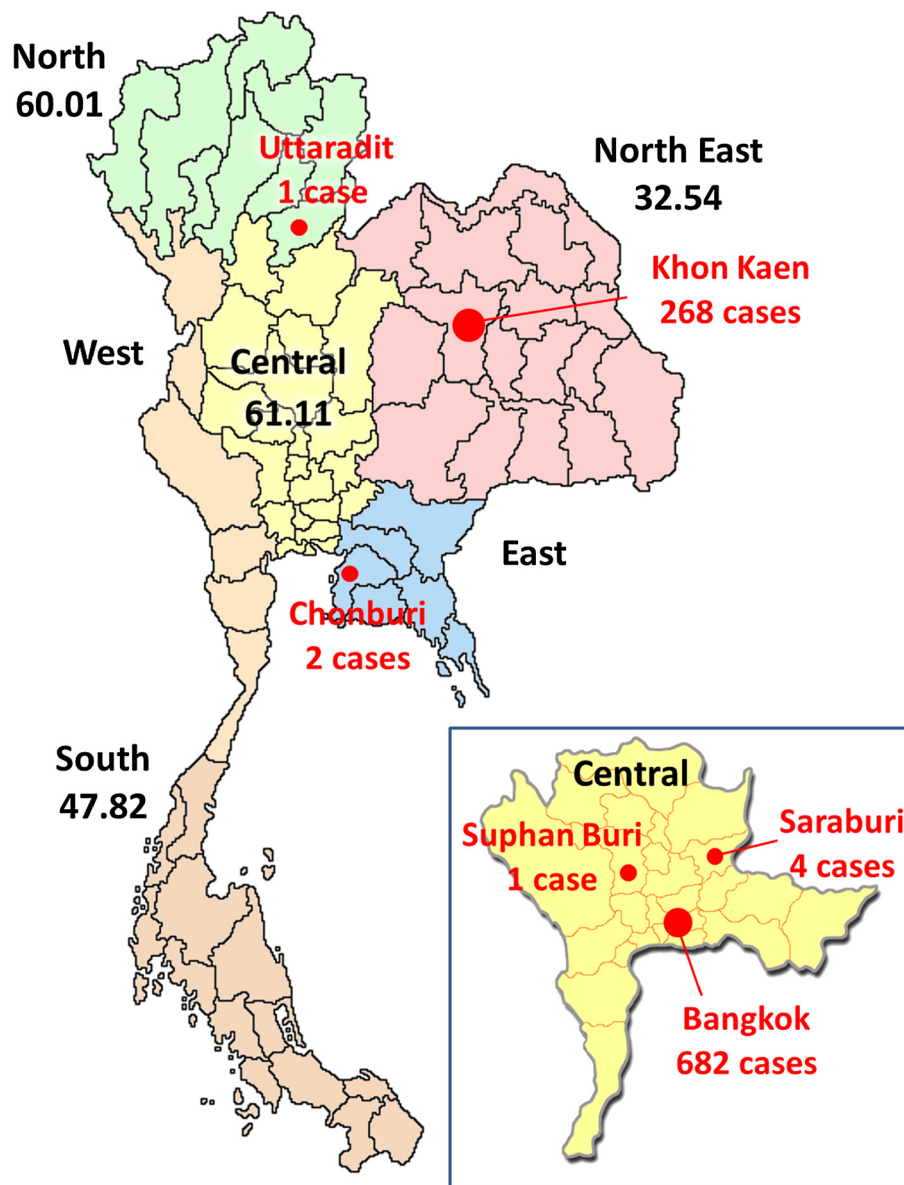 North
60.01
Uttaradit
1 case
North East
32.54
Khon Kaen
268 cases
West
Central
61.11
East
Chonburi
2 cases
South
47.82
Central
Suphan Buri
1 case
Saraburi
4 cases
Bangkok
682 cases